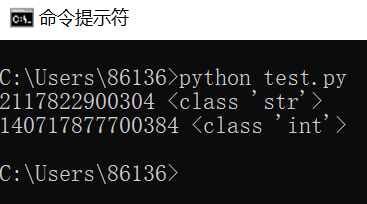 命令提示符
C:\Users\86136>python test.py
2117822900304 <class 'str'>
140717877700384 <class 'int'>
C:\Users\86136>